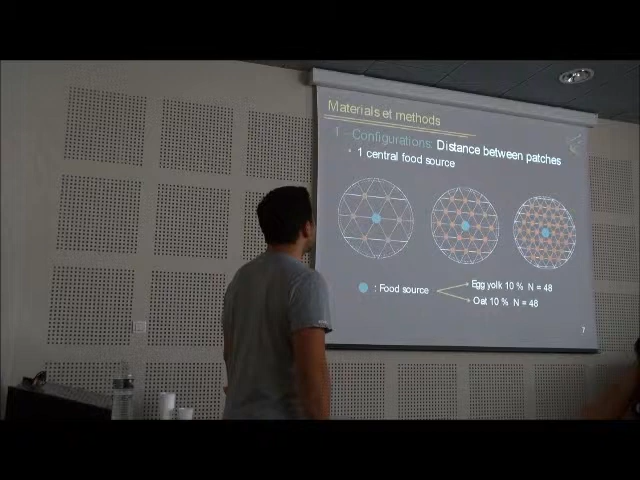 Materials et methods
1 - Configurations: Distance between patches
• 1 central food source
: Food source
Egg yolk 10 % N = 48
Oat 10 % N = 48
7